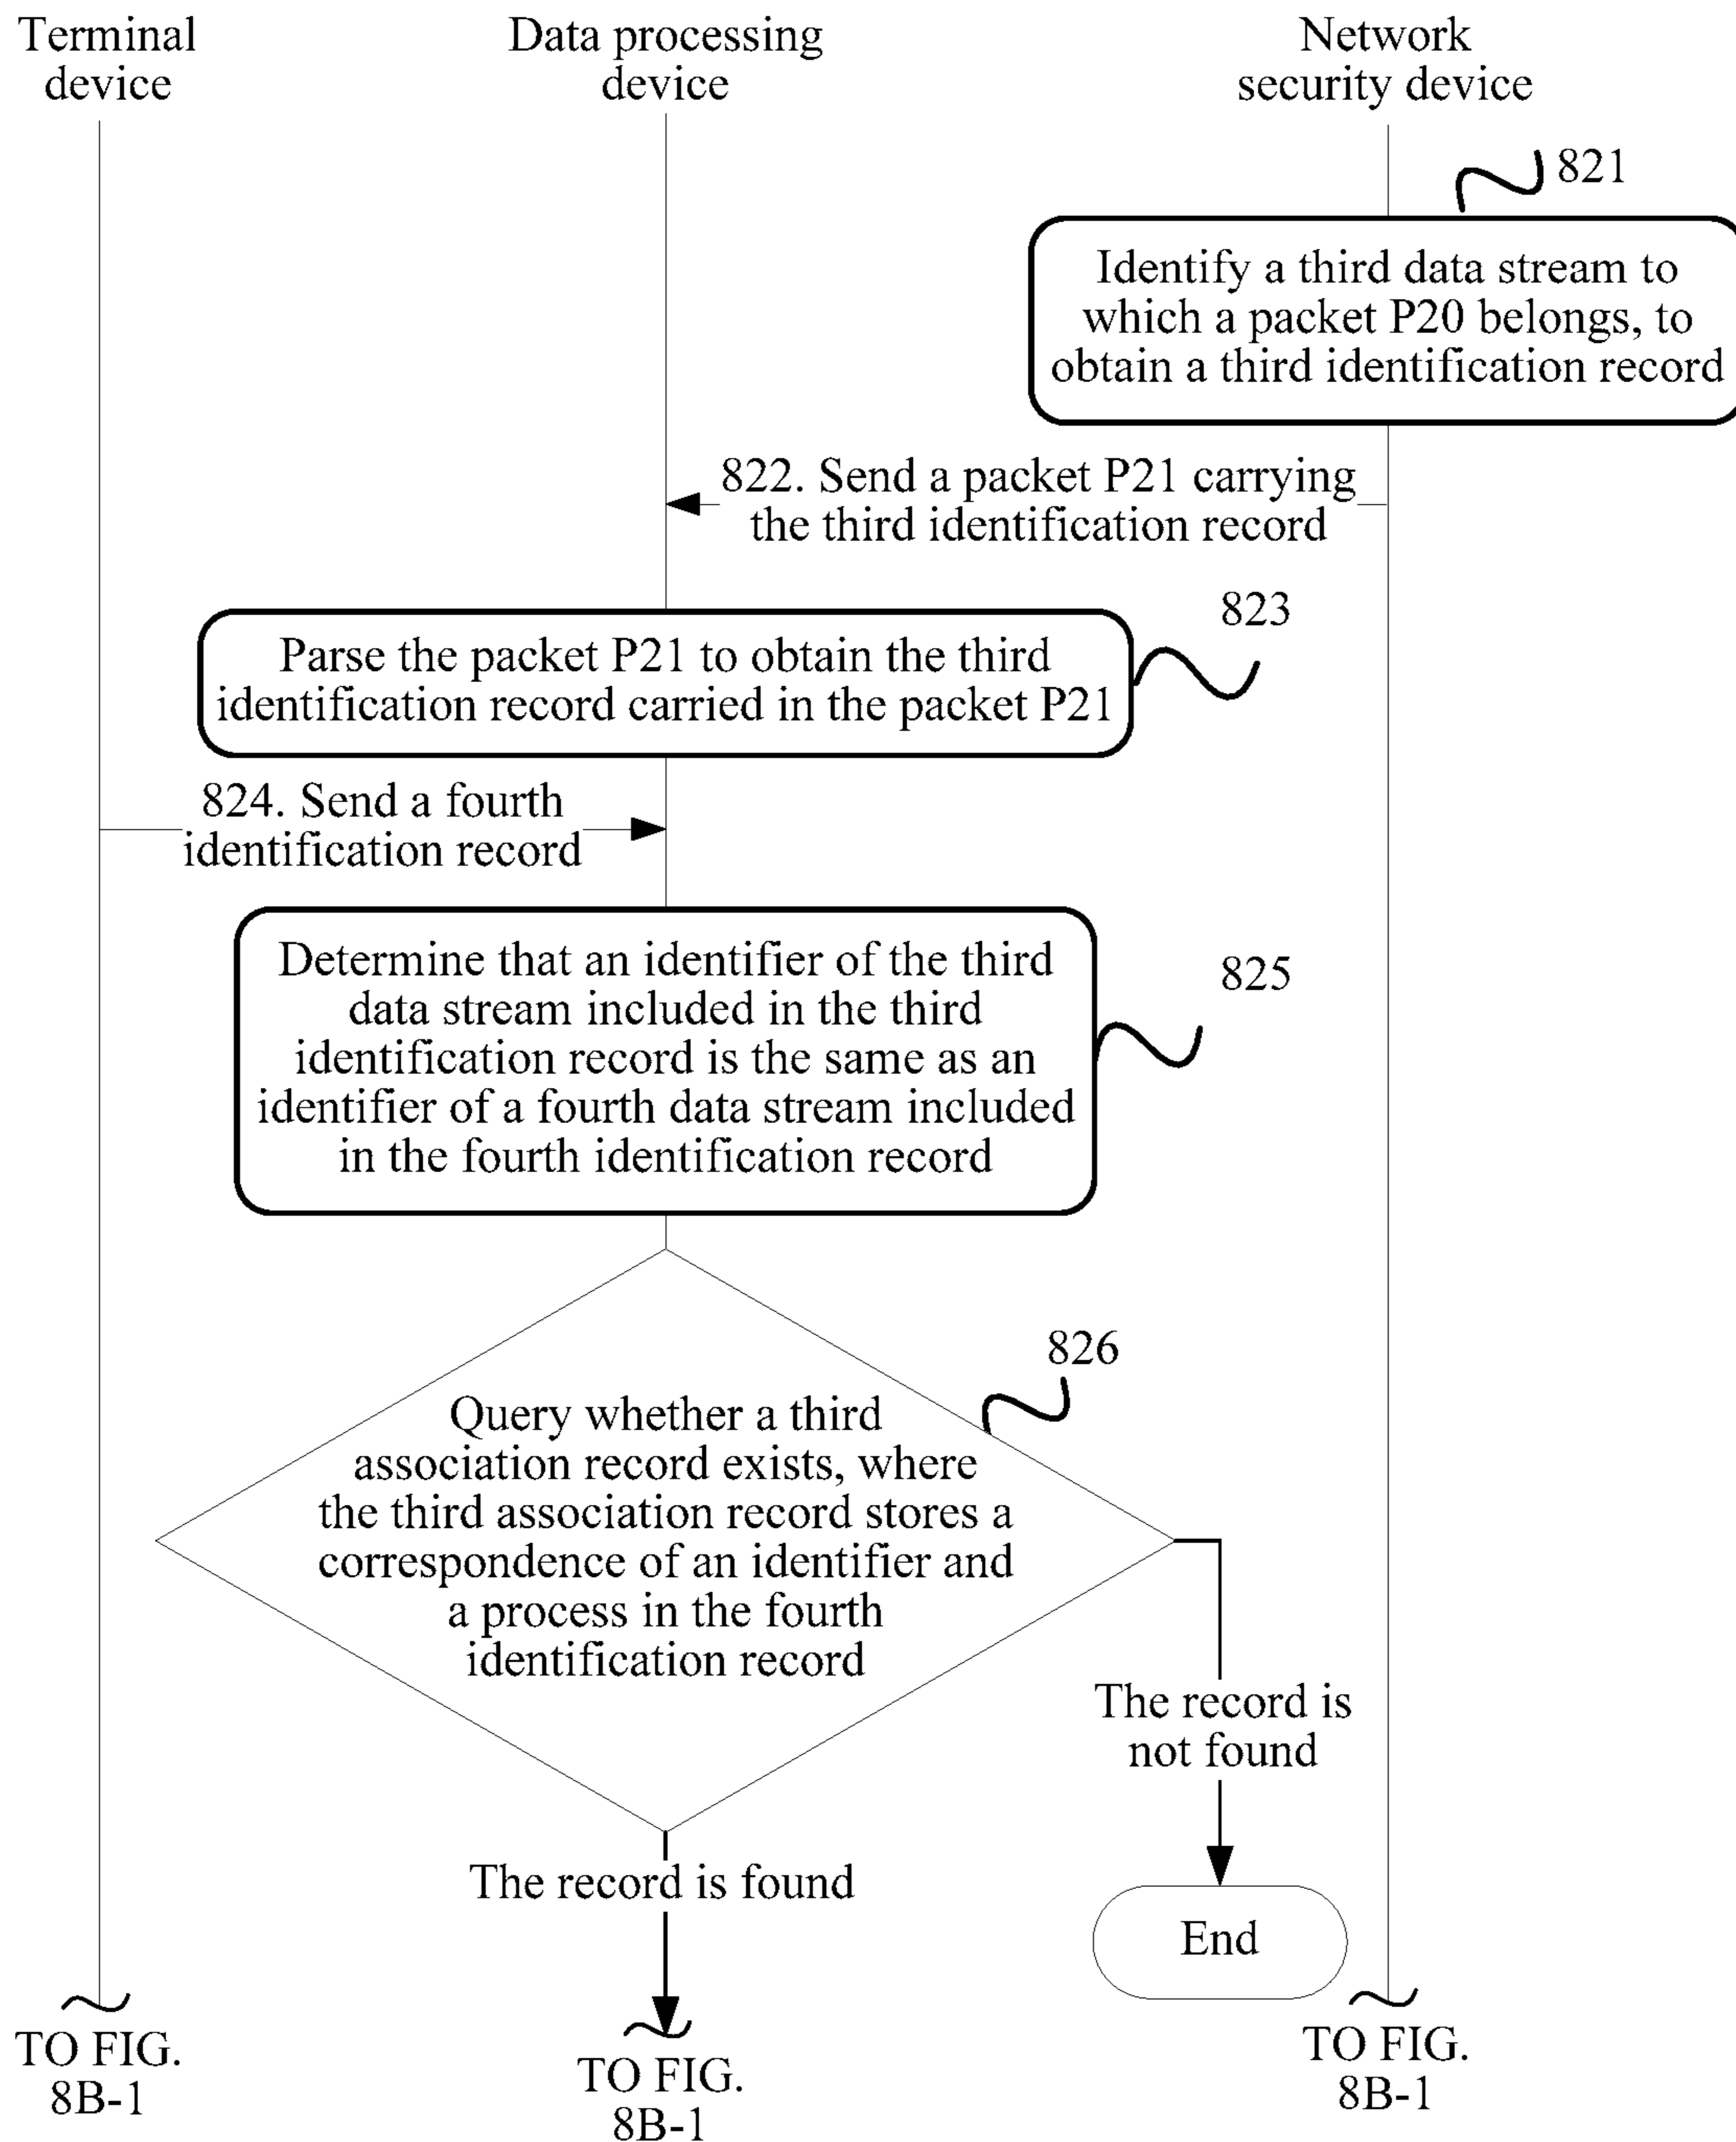 Terminal
device
Data processing
device
Network
security device
821
Identify a third data stream to
which a packet P20 belongs, to
obtain a third identification record
822. Send a packet P21 carrying
the third identification record
823
Parse the packet P21 to obtain the third
identification record carried in the packet P21
824. Send a fourth
identification record
825
Determine that an identifier of the third
data stream included in the third
identification record is the same as an
identifier of a fourth data stream included
in the fourth identification record
826
Query whether a third
association record exists, where
the third association record stores a
correspondence of an identifier and
a process in the fourth
identification record
The record is
not found
The record is found
End
TO FIG.
8B-1
TO FIG.
8B-1
TO FIG.
8B-1